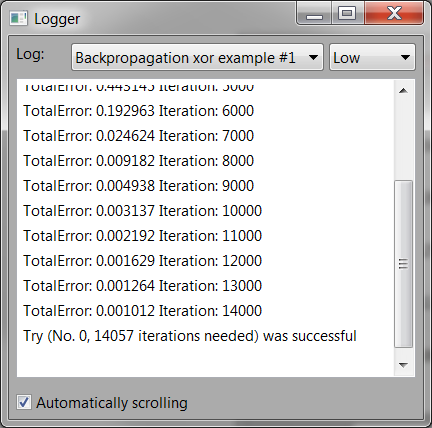 Logger
Log: Backpropagation xor example #1 Low
TotalError: 0.443145 Iteration: 5000
TotalError: 0.192963 Iteration: 6000
TotalError: 0.024624 Iteration: 7000
TotalError: 0.009182 Iteration: 8000
TotalError: 0.004938 Iteration: 9000
TotalError: 0.003137 Iteration: 10000
TotalError: 0.002192 Iteration: 11000
TotalError: 0.001629 Iteration: 12000
TotalError: 0.001264 Iteration: 13000
TotalError: 0.001012 Iteration: 14000
Try (No. 0, 14057 iterations needed) was successful
Automatically scrolling